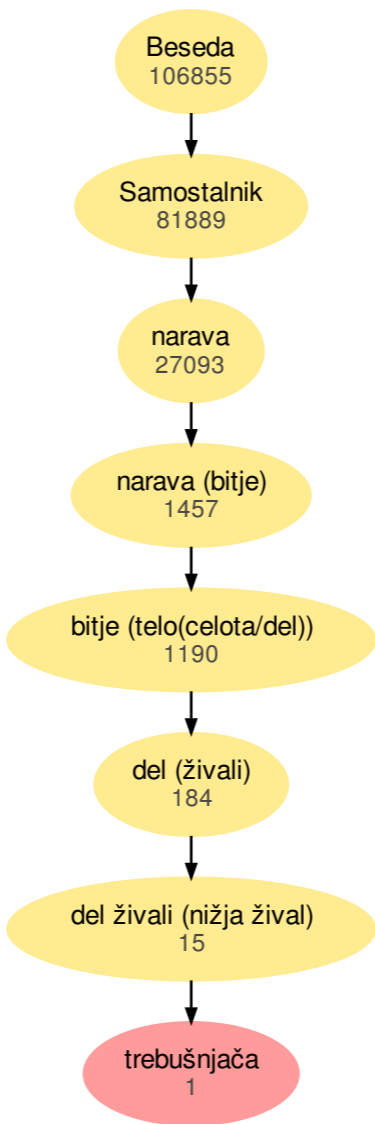 Beseda
106855
Samostalnik
81889
narava
27093
narava (bitje)
1457
bitje (telo(celota/del))
1190
del (živali)
184
del živali (nižja žival)
15
trebušnjača
1